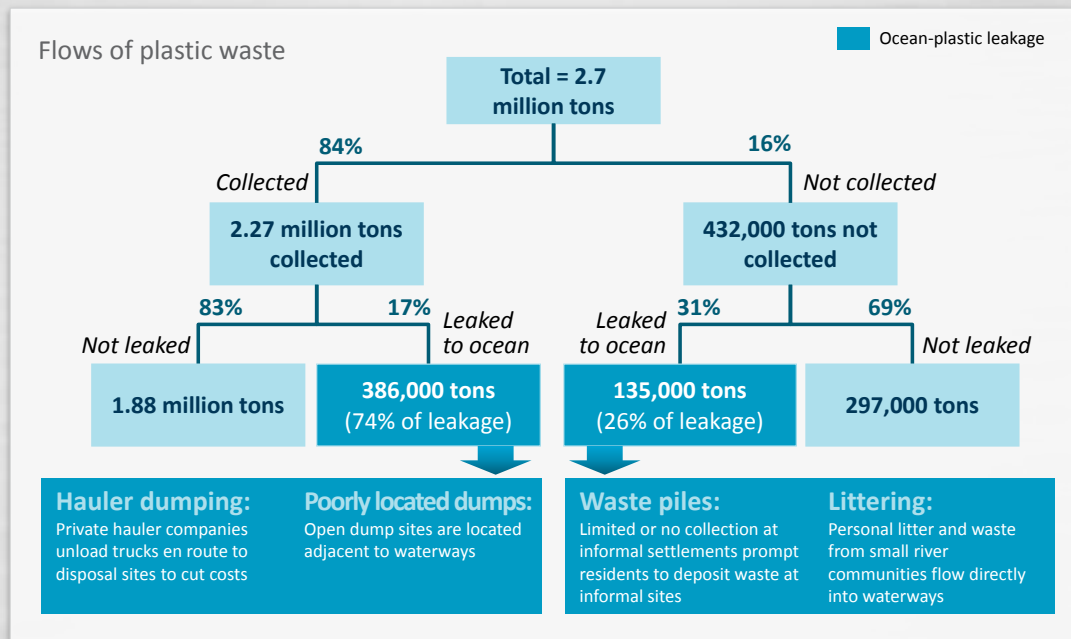 Flows of plastic waste
Ocean-plastic leakage
Total = 2.7
million tons
84%
16%
Collected
Not collected
2.27 million tons
collected
432,000 tons not
collected
83%
17%
31%
69%
Not leaked
Leaked
to ocean
Leaked
to ocean
Not leaked
1.88 million tons
386,000 tons
(74% of leakage)
135,000 tons
(26% of leakage)
297,000 tons
Hauler dumping:
Private hauler companies
unload trucks en route to
disposal sites to cut costs
Poorly located dumps:
Open dump sites are located
adjacent to waterways
Waste piles:
Limited or no collection at
informal settlements prompt
residents to deposit waste at
informal sites
Littering:
Personal litter and waste
from small river
communities flow directly
into waterways